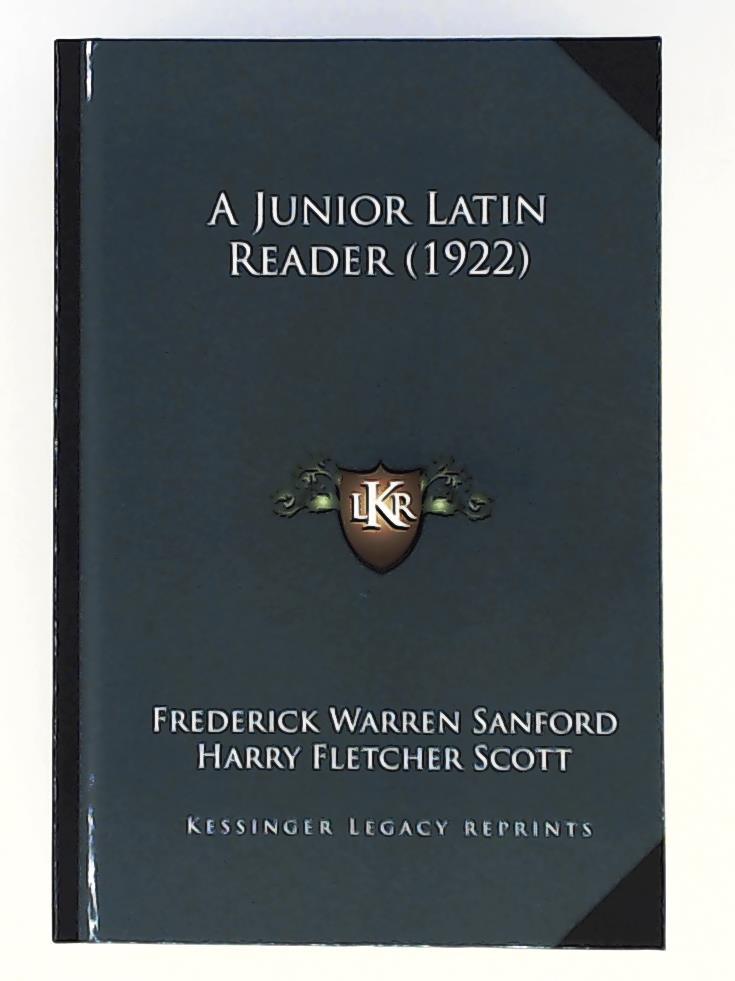 A JUNIOR LATIN
READER (1922)
LKR
FREDERICK WARREN SANFORD
HARRY FLETCHER SCOTT
KESSINGER LEGACY REPRINTS